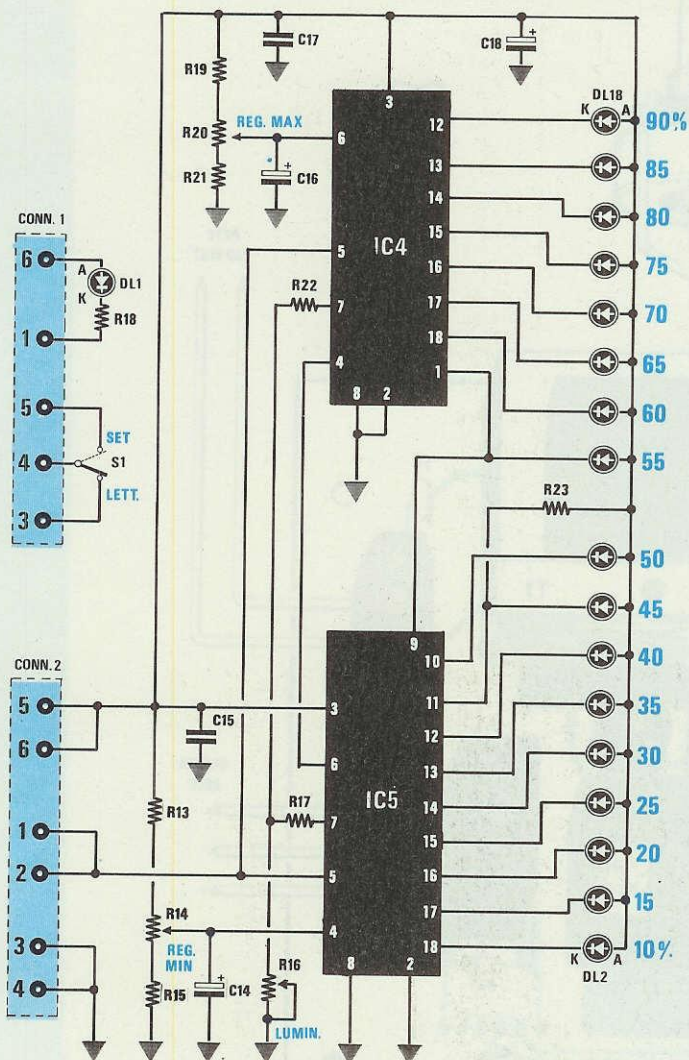 C17
C18
R19
3
DL18
K A
90%
R20
REG. MAX
6
12
R21
C16
13
85
14
80
CONN. 1
5
IC4
15
75
6
A
DL1
K
R22
7
16
70
R18
17
65
1
4
18
60
1
8 2
5
SET
55
4
S1
R23
LETT.
3
50
9
10
45
CONN. 2
40
5
3
11
35
C15
12
6
6
13
30
IC5
14
R13
R17
7
25
1
15
20
2
5
16
15
17
R14
4
3
REG.
MIN
18
10%
R16
K A
4
R15
C14
8 2
DL2
LUMIN.